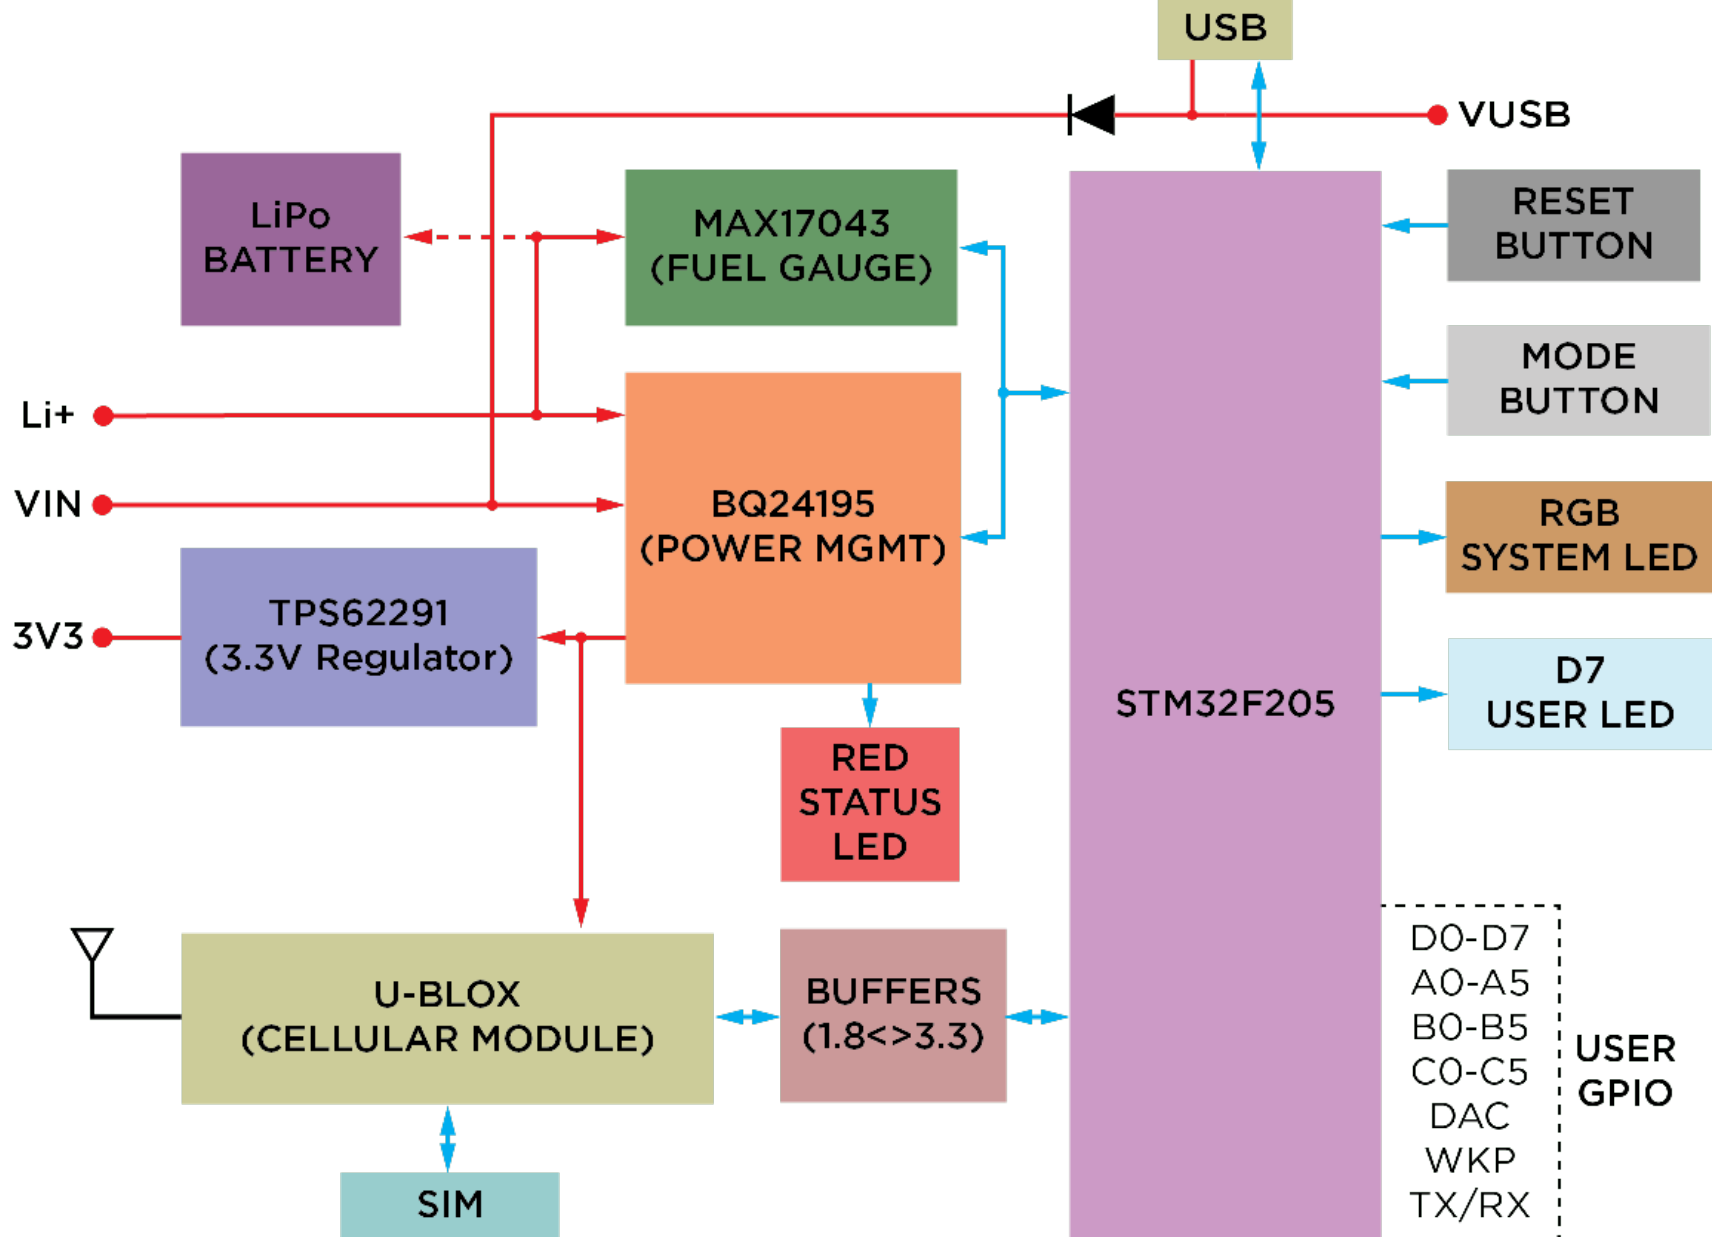 USB
VUSB
LiPo
BATTERY
MAX17043
(FUEL GAUGE)
RESET
BUTTON
MODE
BUTTON
Li+
VIN
BQ24195
(POWER MGMT)
RGB
SYSTEM LED
3V3
TPS62291
(3.3V Regulator)
STM32F205
D7
USER LED
RED
STATUS
LED
U-BLOX
(CELLULAR MODULE)
BUFFERS
(1.8<>3.3)
D0-D7
A0-A5
B0-B5
C0-C5
DAC
WKP
TX/RX
USER
GPIO
SIM